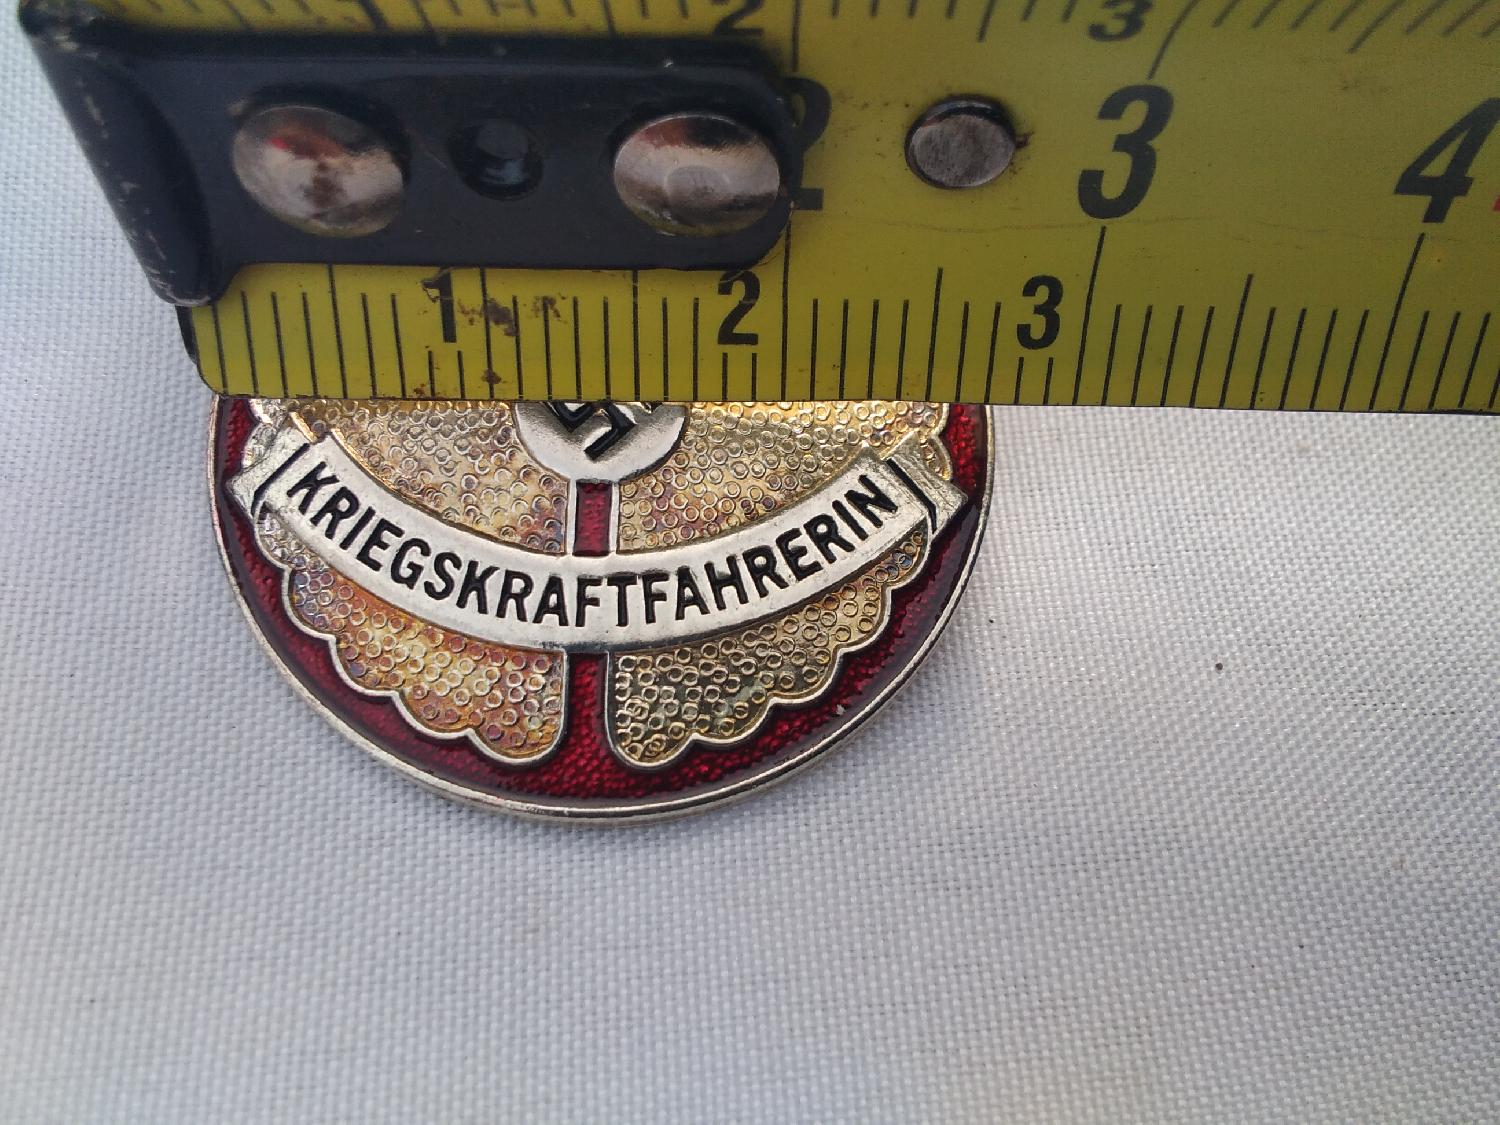 2 3
2 3 4
1 2 3
KRIEGSKRAFTFAHRERIN